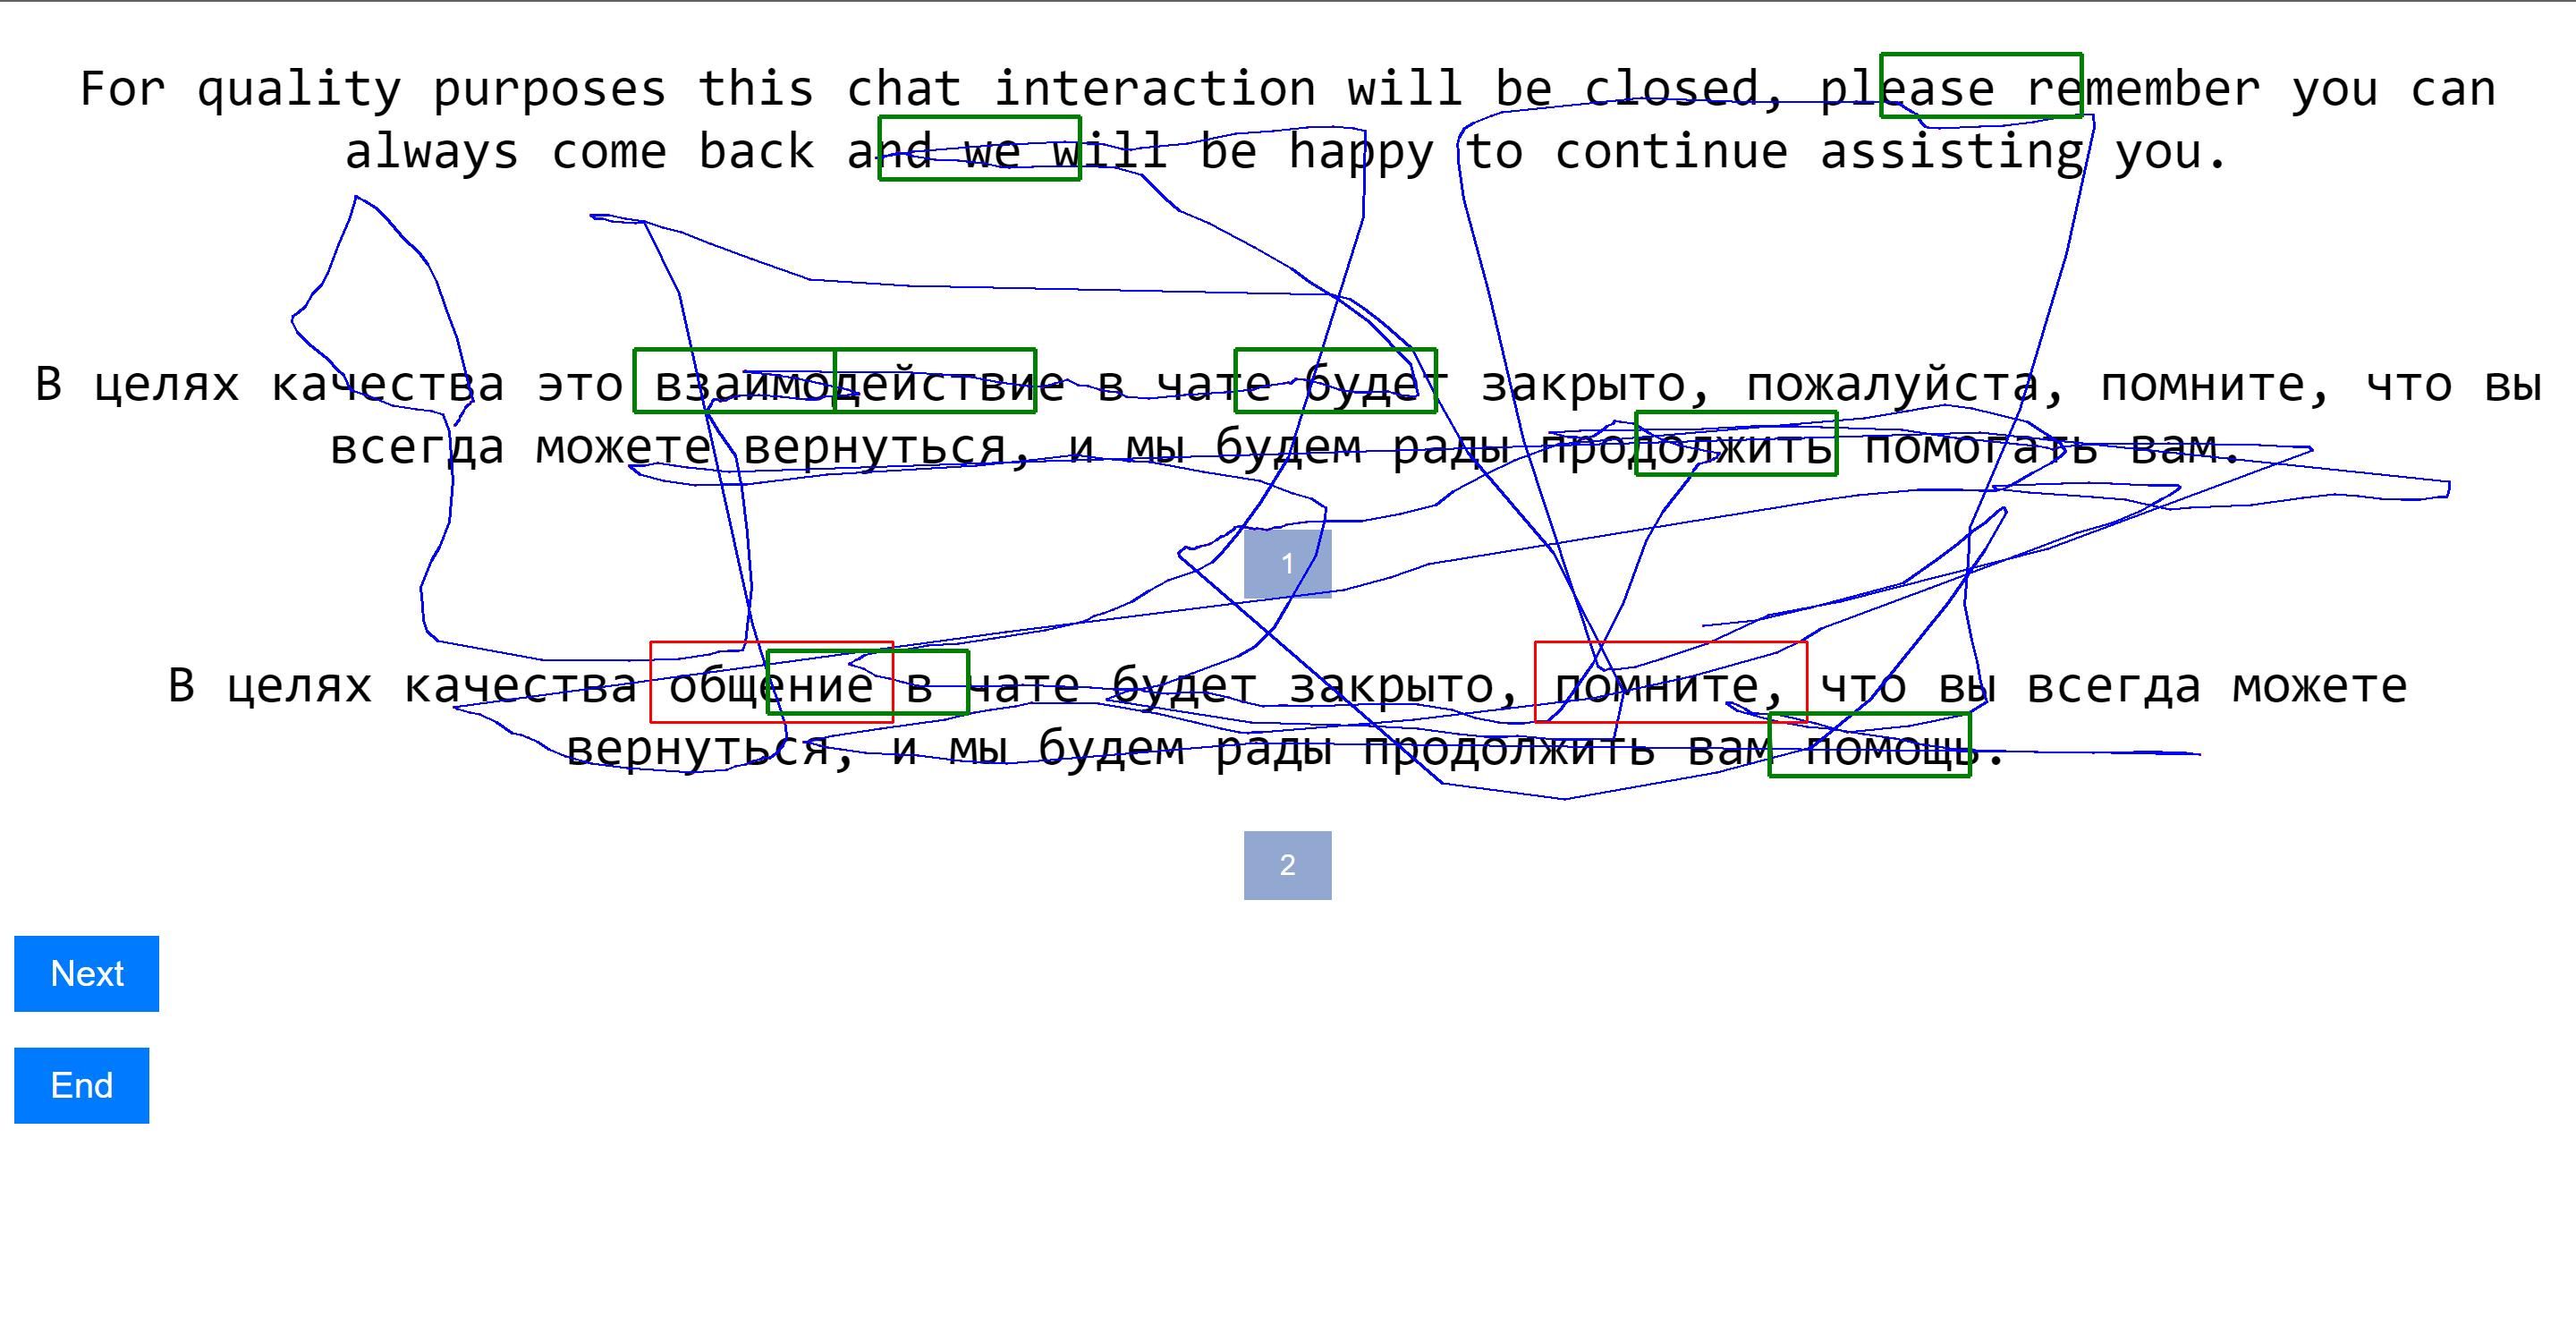 For quality purposes this chat interaction will be closed, please remember you can
always come back and we will be happy to continue assisting you.
В целях качества это взаимодействие в чате будет закрыто, пожалуйста, помните, что вы
всегда можете вернуться, и мы будем рады продолжить помогать вам.
1
В целях качества общение в чате будет закрыто, помните, что вы всегда можете
вернуться, и мы будем рады продолжить вам помощь.
2
Next
End